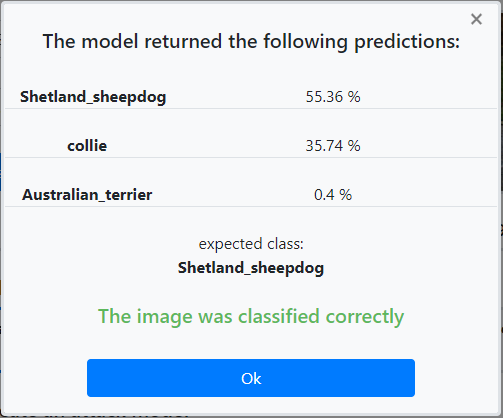 ×
The model returned the following predictions:
Shetland_sheepdog 55.36 %
collie 35.74 %
Australian_terrier 0.4 %
expected class:
Shetland_sheepdog
The image was classified correctly
Ok